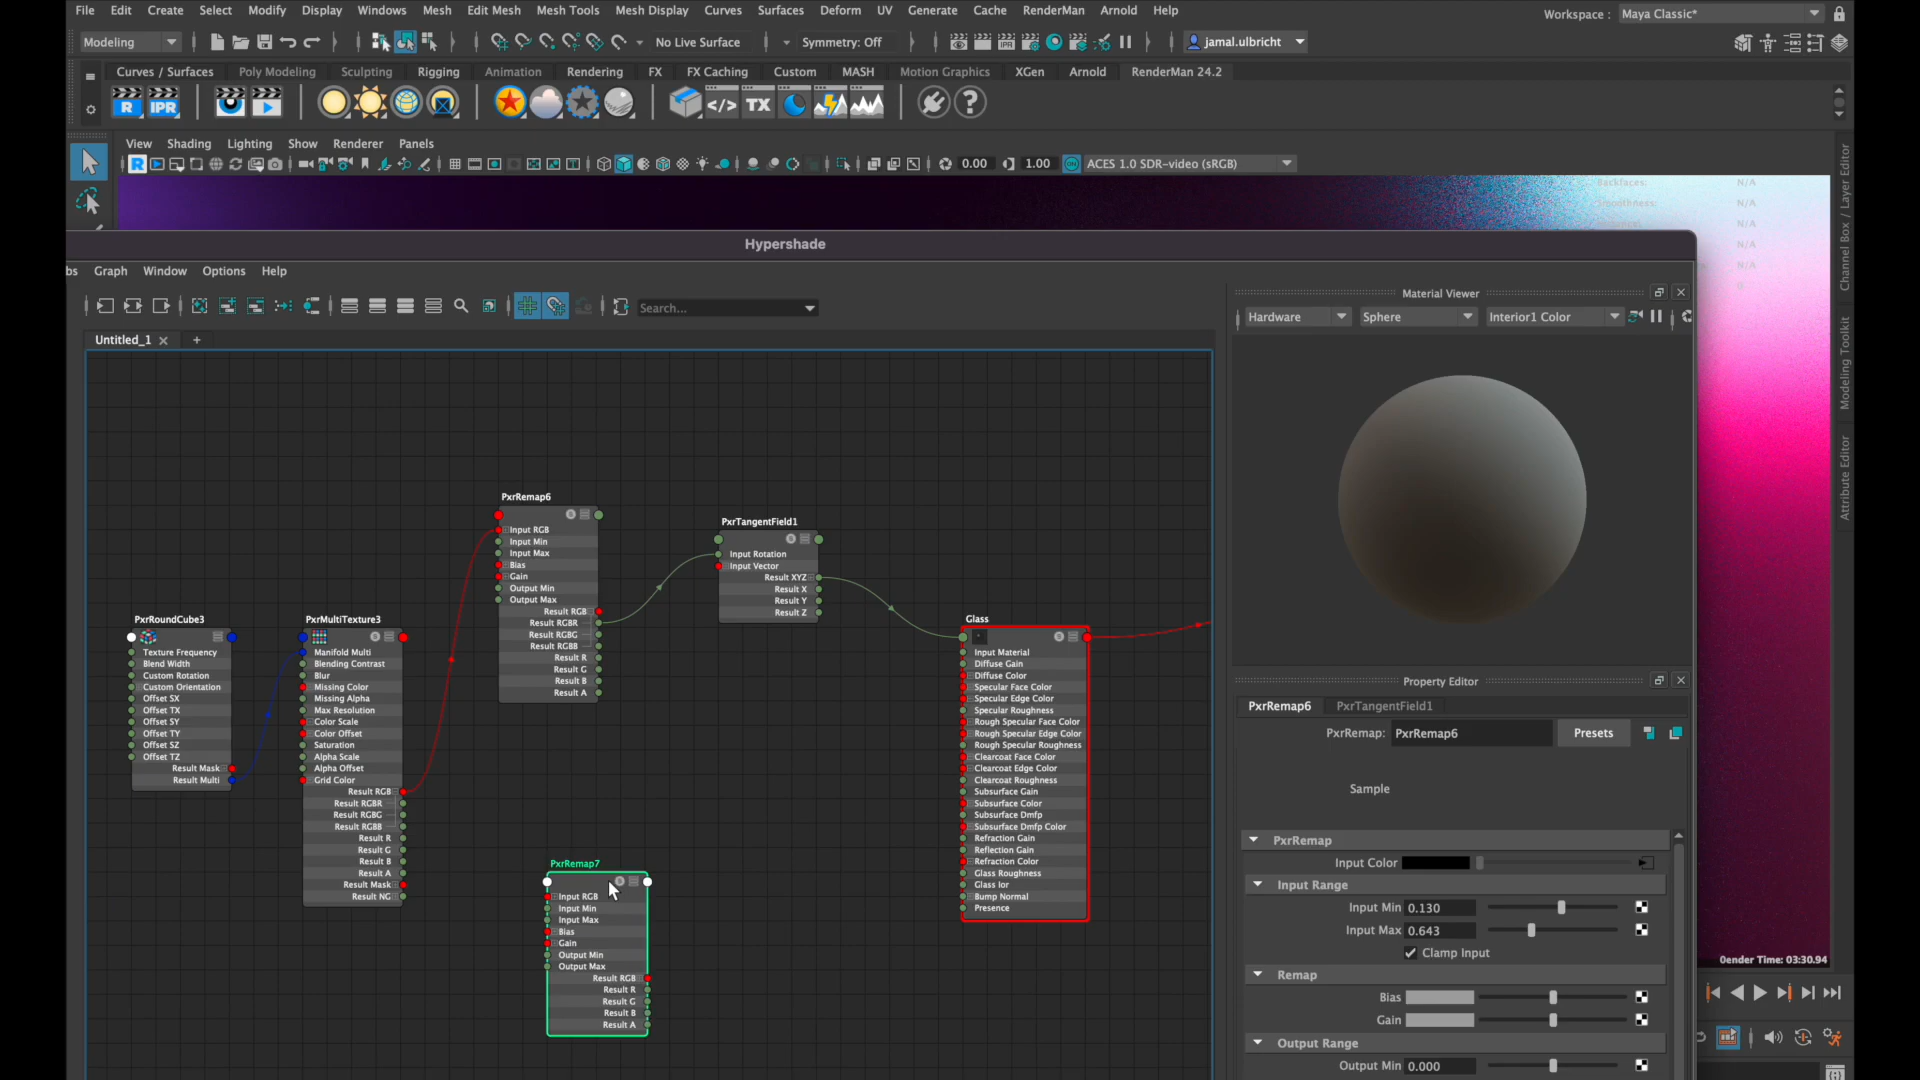 File Edit Create Select Modify Display Windows Mesh Edit Mesh Mesh Tools Mesh Display Curves Surfaces Deform UV Generate Cache RenderMan Arnold Help
Workspace : Maya Classic*
Modeling No Live Surface Symmetry: Off jamal.ulbricht
Curves / Surfaces Poly Modeling Sculpting Rigging Animation Rendering FX FX Caching Custom MASH Motion Graphics XGen Arnold RenderMan 24.2
R IPR </> TX ?
View Shading Lighting Show Renderer Panels
R 0.00 1.00 ACES 1.0 SDR-video (sRGB)
Backfaces: N/A
Smoothness: N/A
N/A
N/A
N/A
Channel Box / Layer Editor
Modeling Toolkit
Attribute Editor
Hypershade
bs Graph Window Options Help
Search...
Untitled_1
PxrRoundCube3
Texture Frequency
Blend Width
Custom Rotation
Custom Orientation
Offset SX
Offset TX
Offset SY
Offset TY
Offset SZ
Offset TZ
Result Mask
Result Multi
PxrMultiTexture3
Manifold Multi
Blending Contrast
Blur
Missing Color
Missing Alpha
Max Resolution
Color Scale
Color Offset
Saturation
Alpha Scale
Alpha Offset
Grid Color
Result RGB
Result RGBR
Result RGBG
Result RGBB
Result R
Result G
Result B
Result A
Result Mask
Result NG
PxrRemap6
Input RGB
Input Min
Input Max
Bias
Gain
Output Min
Output Max
Result RGB
Result RGBR
Result RGBG
Result RGBB
Result R
Result G
Result B
Result A
PxrRemap7
Input RGB
Input Min
Input Max
Bias
Gain
Output Min
Output Max
Result RGB
Result R
Result G
Result B
Result A
PxrTangentField1
Input Rotation
Input Vector
Result XYZ
Result X
Result Y
Result Z
Glass
Input Material
Diffuse Gain
Diffuse Color
Specular Face Color
Specular Edge Color
Specular Roughness
Rough Specular Face Color
Rough Specular Edge Color
Rough Specular Roughness
Clearcoat Face Color
Clearcoat Edge Color
Clearcoat Roughness
Subsurface Gain
Subsurface Color
Subsurface Dmfp
Subsurface Dmfp Color
Refraction Gain
Reflection Gain
Refraction Color
Glass Roughness
Glass Ior
Bump Normal
Presence
Material Viewer
Hardware Sphere Interior1 Color
Property Editor
PxrRemap6 PxrTangentField1
PxrRemap: PxrRemap6 Presets
Sample
PxrRemap
Input Color
Input Range
Input Min 0.130
Input Max 0.643
Clamp Input
Remap
Bias
Gain
Output Range
Output Min 0.000
0ender Time: 03:30.94